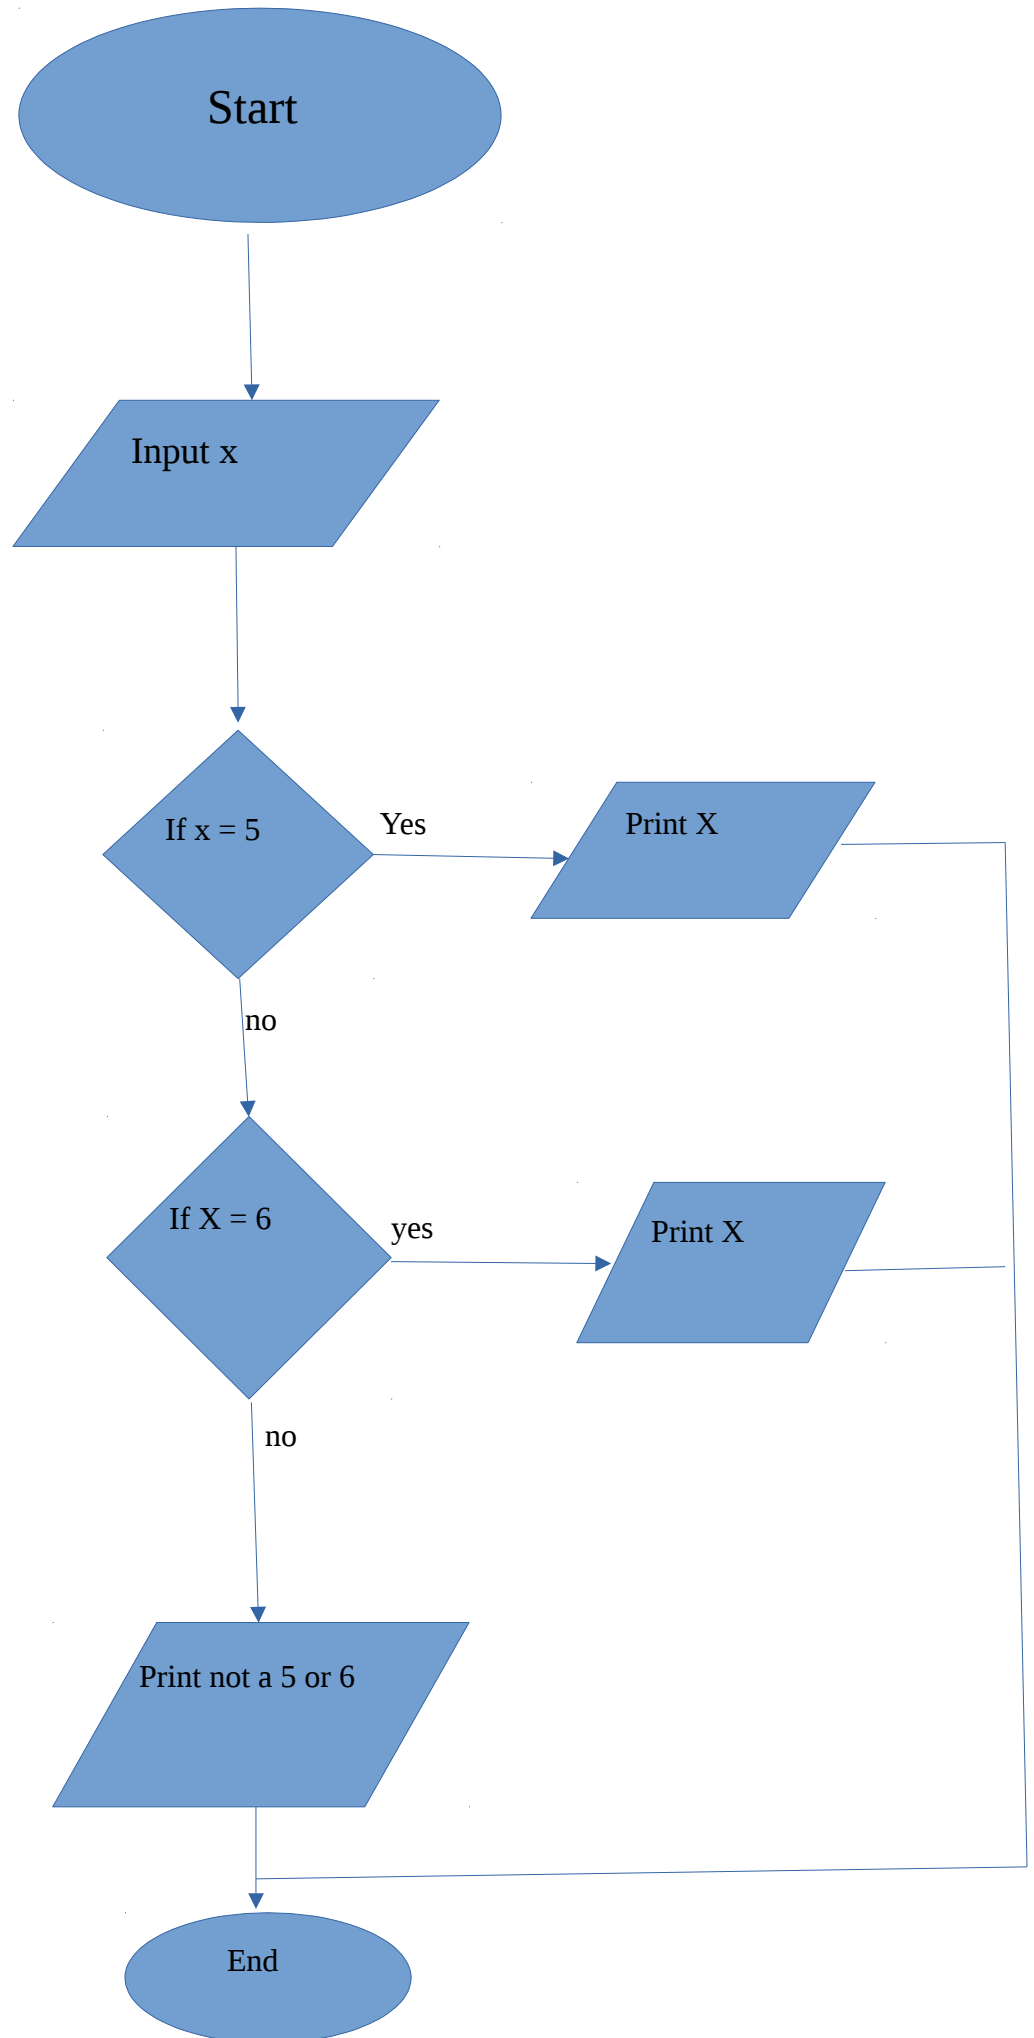 Start
Input x
If x = 5
Yes
Print X
no
If X = 6
yes
Print X
no
Print not a 5 or 6
End